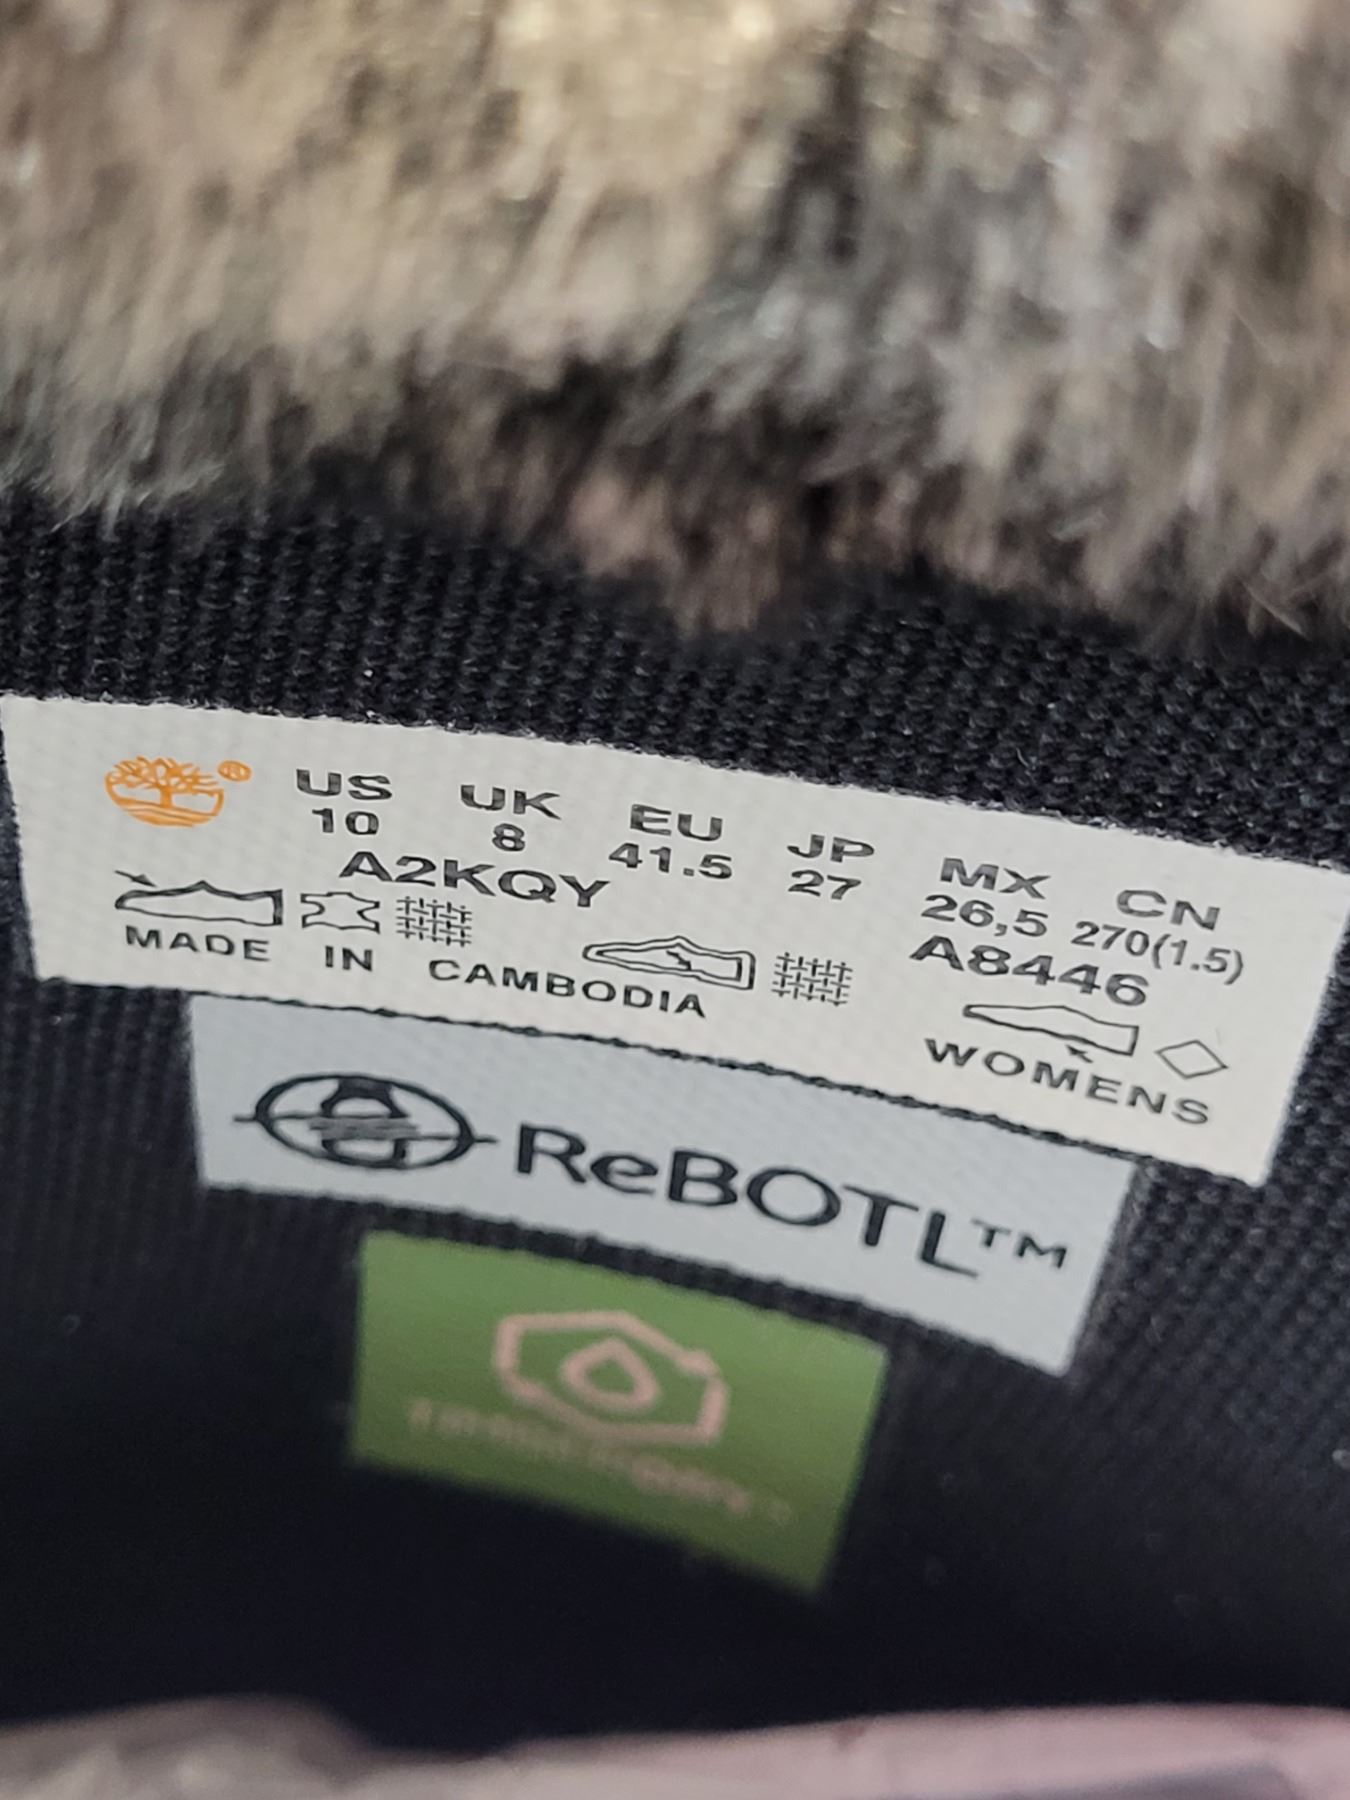 ® US UK EU JP MX CN
10 8 41.5 27 26,5 270(1.5)
A2KQY A8446
MADE IN CAMBODIA WOMENS
ReBOTL™